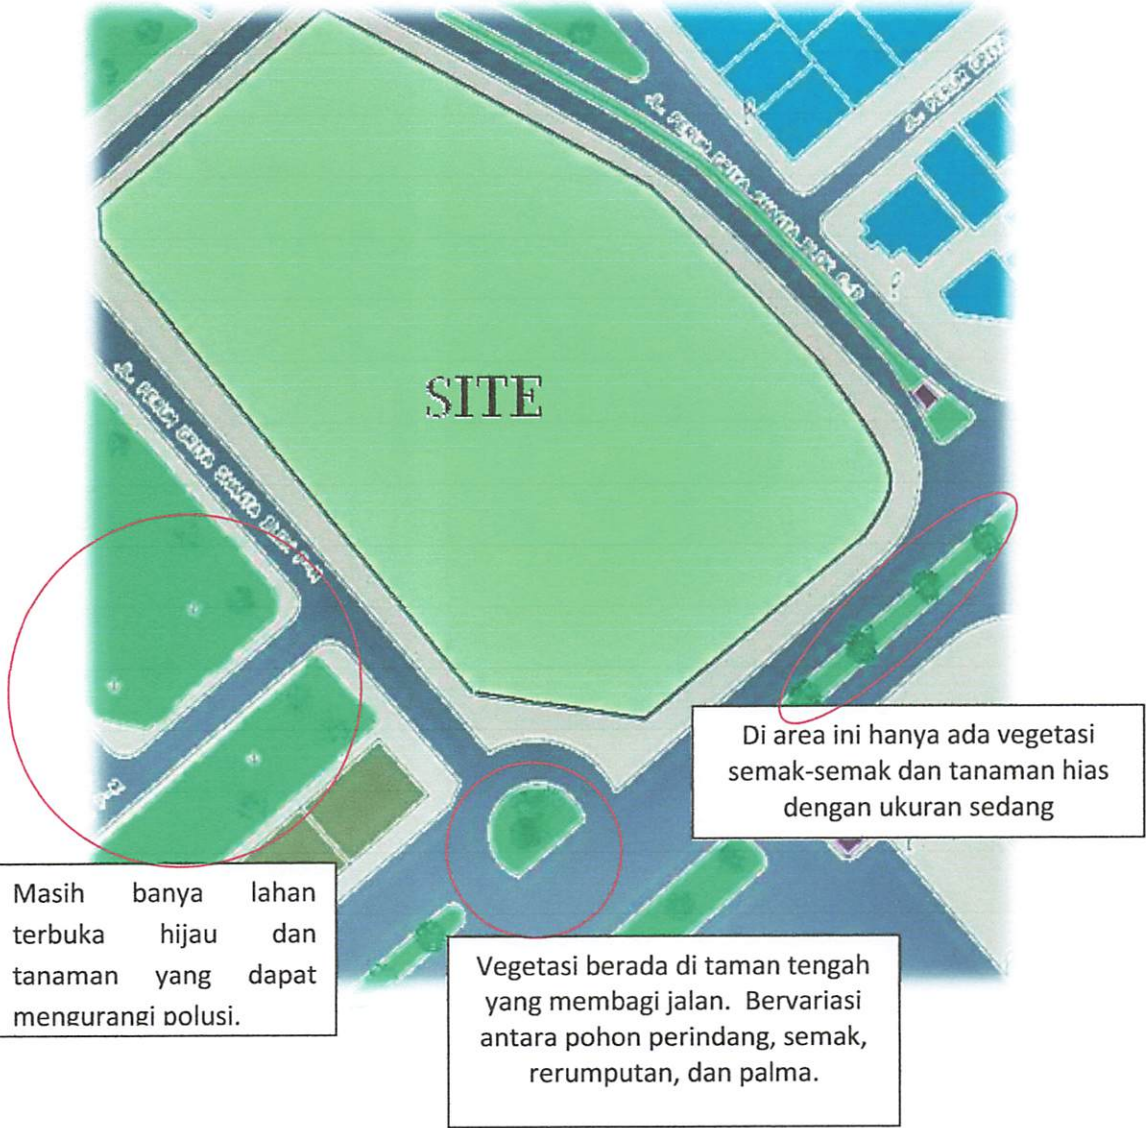 SITE
Di area ini hanya ada vegetasi
semak-semak dan tanaman hias
dengan ukuran sedang
Masih banya lahan
terbuka hijau dan
tanaman yang dapat
mengurangi polusi.
Vegetasi berada di taman tengah
yang membagi jalan. Bervariasi
antara pohon perindang, semak,
rerumputan, dan palma.